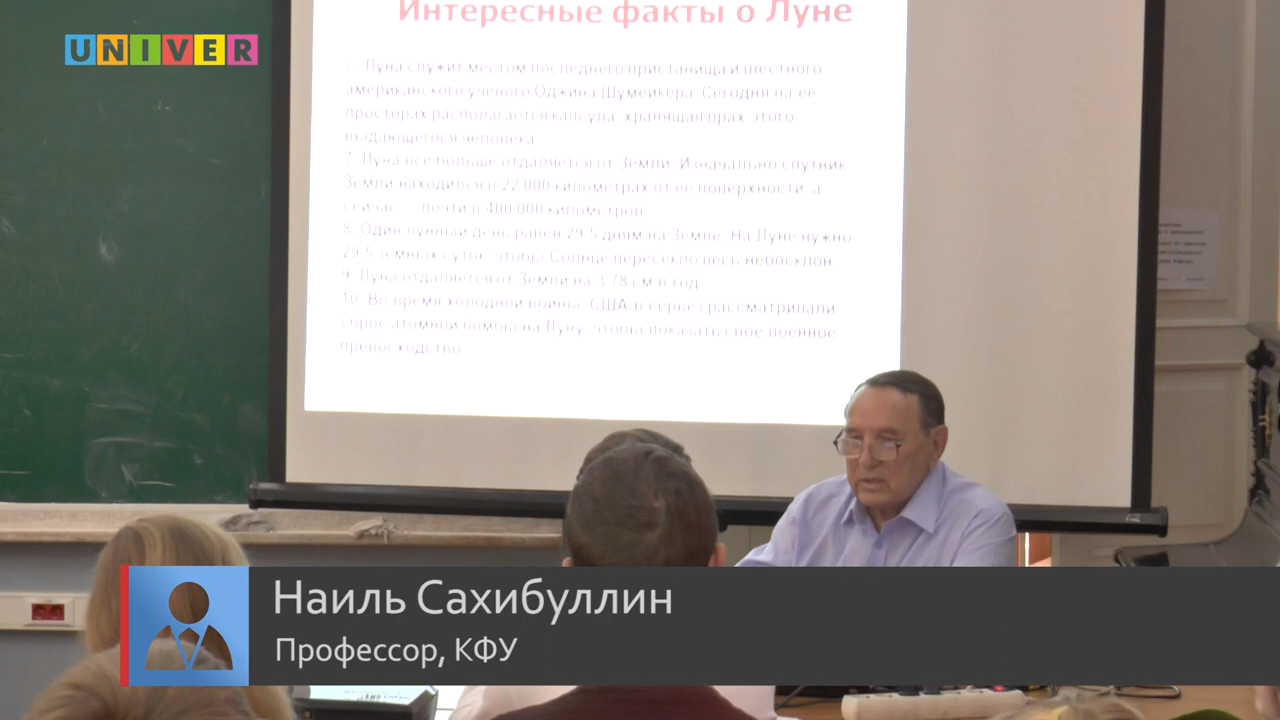 UNIVER
Интересные факты о Луне
Луна служит местом последнего пристанища известного
американского ученого Юджина Шумейкера. Сегодня на её
просторах располагается капсула, хранящая прах этого
выдающегося человека.
7. Луна все больше отдаляется от Земли. Изначально спутник
Земли находился в 22 000 километрах от ее поверхности, а
сейчас почти в 400 000 километров.
8. Один лунный день равен 29,5 дням на Земле. На Луне нужно
29,5 земных суток, чтобы Солнце пересекло весь небосклон.
9. Луна отдаляется от Земли на 3,78 см в год.
10. Во время холодной войны, США всерьез рассматривали
сброс атомной бомбы на Луну, чтобы показать свое военное
превосходство.
Наиль Сахибуллин
Профессор, КФУ